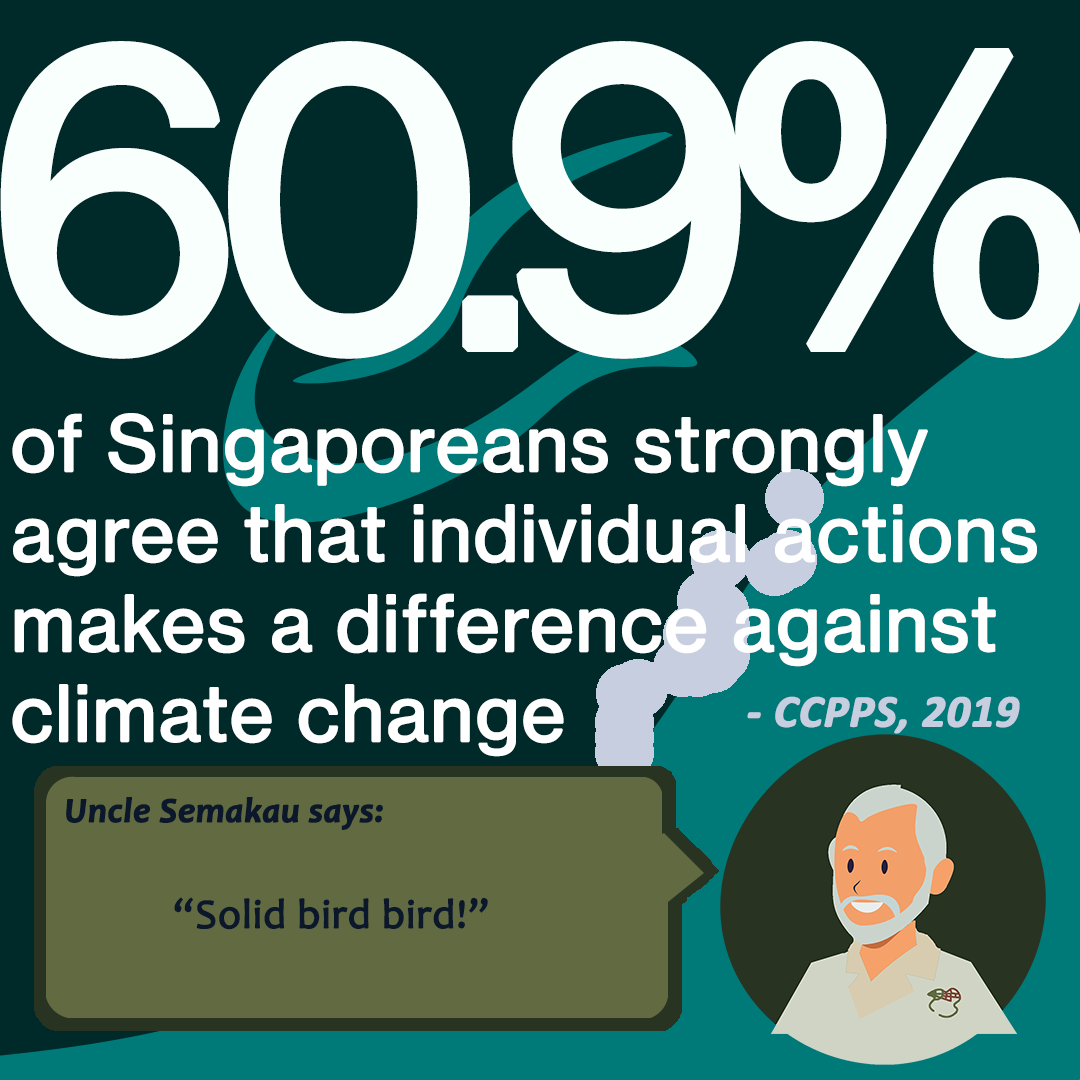 60.9%
of Singaporeans strongly
agree that individual actions
makes a difference against
climate change
- CCPPS, 2019
Uncle Semakau says:
“Solid bird bird!”